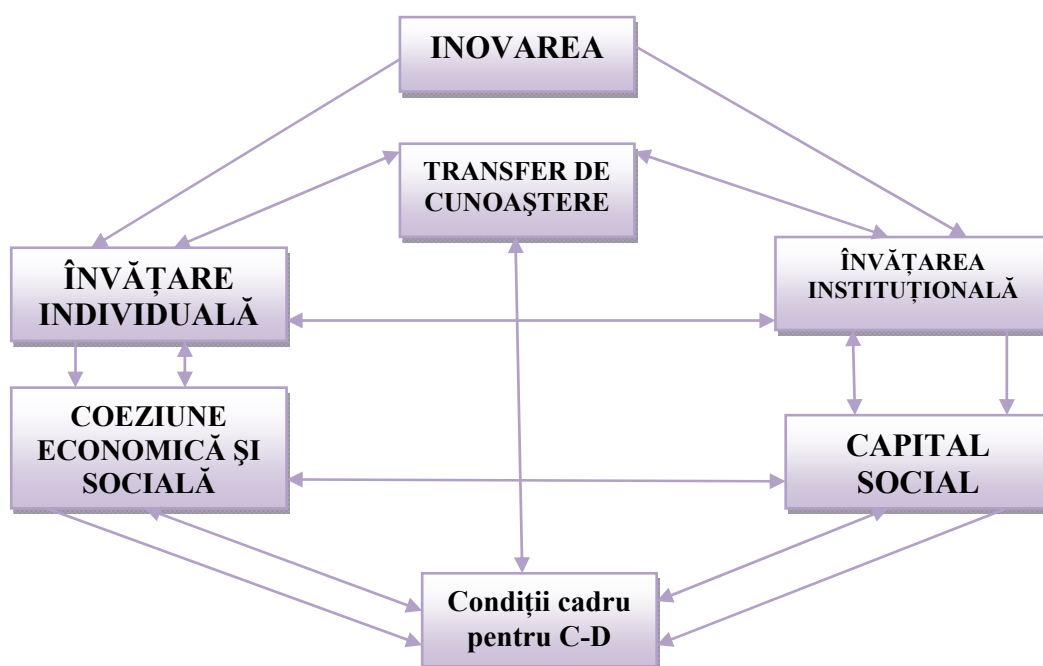 INOVAREA
TRANSFER DE
CUNOAŞTERE
ÎNVĂȚARE
INDIVIDUALĂ
ÎNVĂȚAREA
INSTITUȚIONALĂ
COEZIUNE
ECONOMICĂ ŞI
SOCIALĂ
CAPITAL
SOCIAL
Condiții cadru
pentru C-D